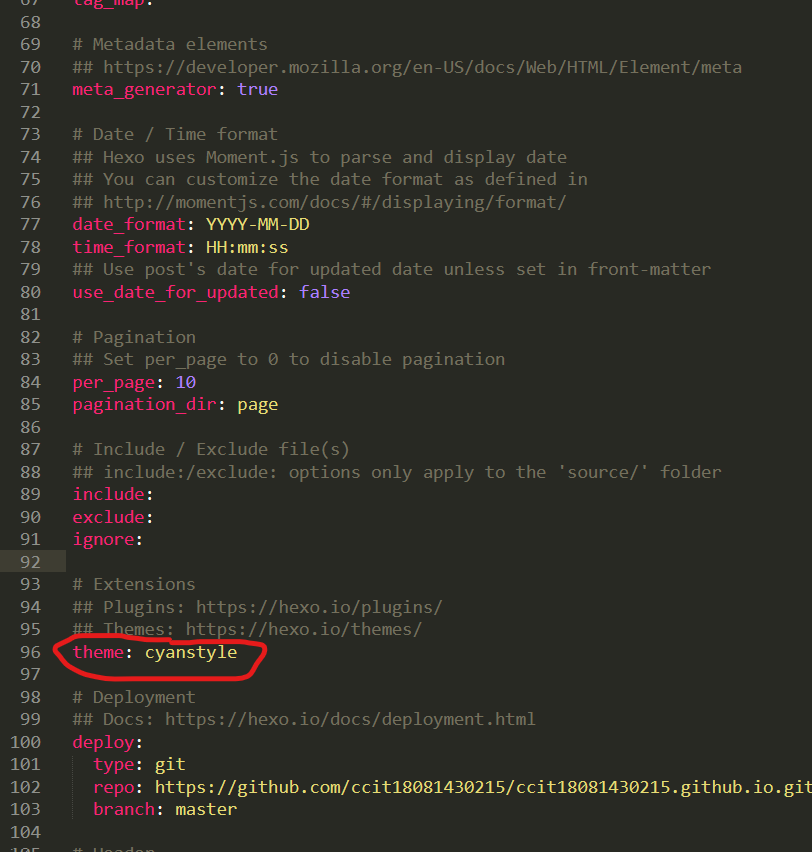 67 tag_map:
68
69 # Metadata elements
70 ## https://developer.mozilla.org/en-US/docs/Web/HTML/Element/meta
71 meta_generator: true
72
73 # Date / Time format
74 ## Hexo uses Moment.js to parse and display date
75 ## You can customize the date format as defined in
76 ## http://momentjs.com/docs/#/displaying/format/
77 date_format: YYYY-MM-DD
78 time_format: HH:mm:ss
79 ## Use post's date for updated date unless set in front-matter
80 use_date_for_updated: false
81
82 # Pagination
83 ## Set per_page to 0 to disable pagination
84 per_page: 10
85 pagination_dir: page
86
87 # Include / Exclude file(s)
88 ## include:/exclude: options only apply to the 'source/' folder
89 include:
90 exclude:
91 ignore:
92
93 # Extensions
94 ## Plugins: https://hexo.io/plugins/
95 ## Themes: https://hexo.io/themes/
96 theme: cyanstyle
97
98 # Deployment
99 ## Docs: https://hexo.io/docs/deployment.html
100 deploy:
101 type: git
102 repo: https://github.com/ccit18081430215/ccit18081430215.github.io.git
103 branch: master
104
105 # Header